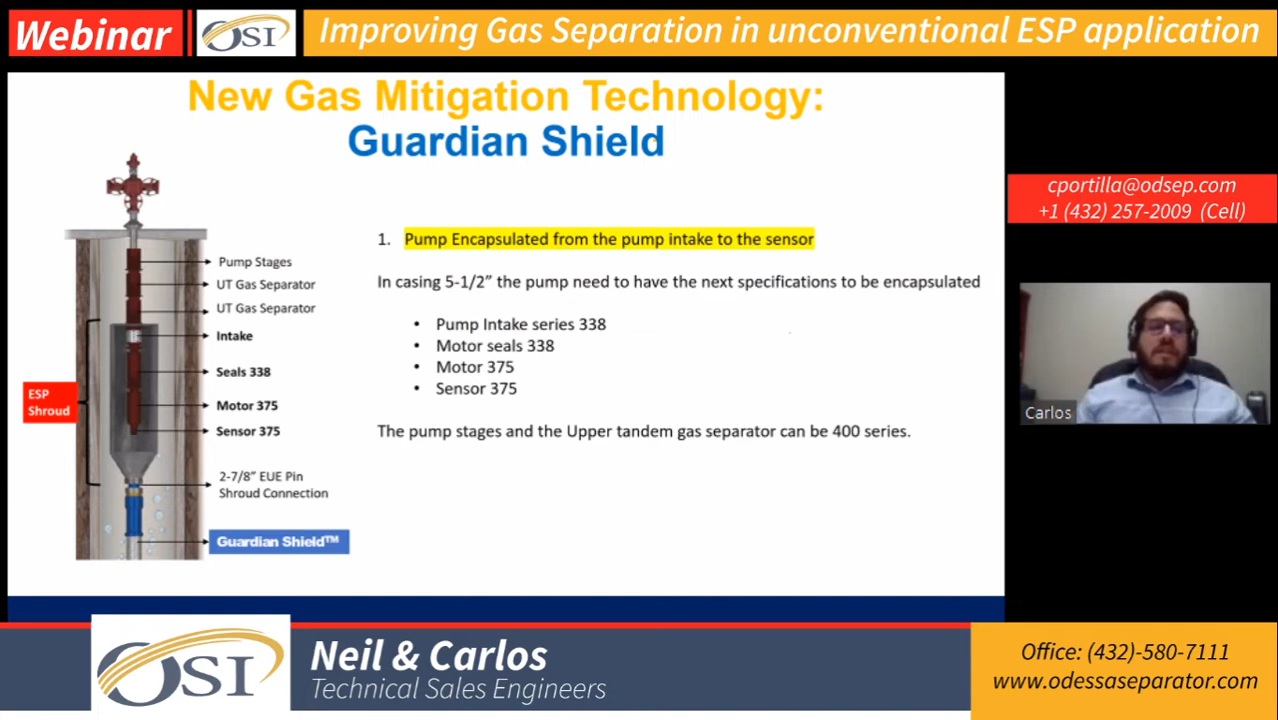 Webinar
OSI
Improving Gas Separation in unconventional ESP application
New Gas Mitigation Technology:
Guardian Shield
Pump Stages
UT Gas Separator
UT Gas Separator
Intake
Seals 338
Motor 375
Sensor 375
ESP
Shroud
2-7/8" EUE Pin
Shroud Connection
Guardian Shield™
1. Pump Encapsulated from the pump intake to the sensor
In casing 5-1/2” the pump need to have the next specifications to be encapsulated
• Pump Intake series 338
• Motor seals 338
• Motor 375
• Sensor 375
The pump stages and the Upper tandem gas separator can be 400 series.
cportilla@odsep.com
+1 (432) 257-2009 (Cell)
Carlos
OSI
Neil & Carlos
Technical Sales Engineers
Office: (432)-580-7111
www.odessaseparator.com